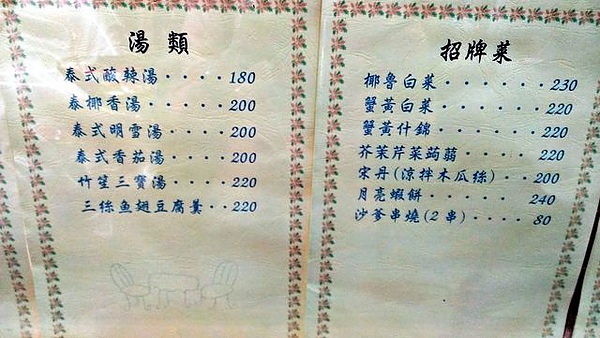 湯類
泰式酸辣湯‧‧‧‧180
泰椰香湯‧‧‧‧‧200
泰式明雪湯‧‧‧‧200
泰式香茄湯‧‧‧‧200
竹笙三寶湯‧‧‧‧220
三絲魚翅豆腐羹‧‧220
招牌菜
椰魯白菜‧‧‧‧‧‧230
蟹黃白菜‧‧‧‧‧‧220
蟹黃什錦‧‧‧‧‧‧220
芥茉芹菜蒟蒻‧‧‧‧220
宋丹(涼拌木瓜絲)‧‧200
月亮蝦餅‧‧‧‧‧‧240
沙爹串燒(2串)‧‧‧‧80